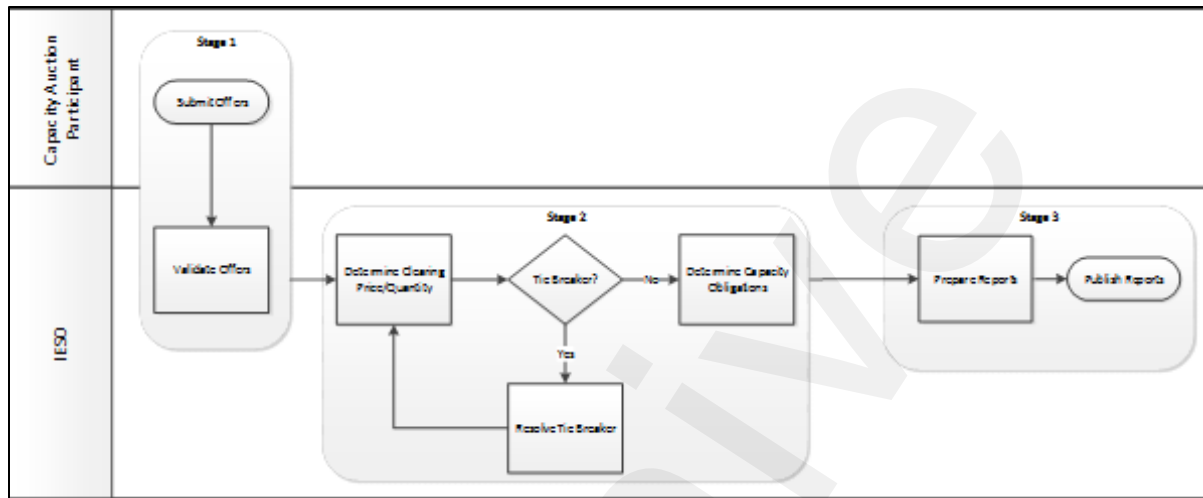 Capacity Auction
Participant
Stage 1
Submit Offers
IESO
Validate Offers
Stage 2
Determine Clearing
Price/Quantity
Tie Breaker?
No
Determine Capacity
Obligations
Yes
Resolve Tie Breaker
Stage 3
Prepare Reports
Publish Reports
ive